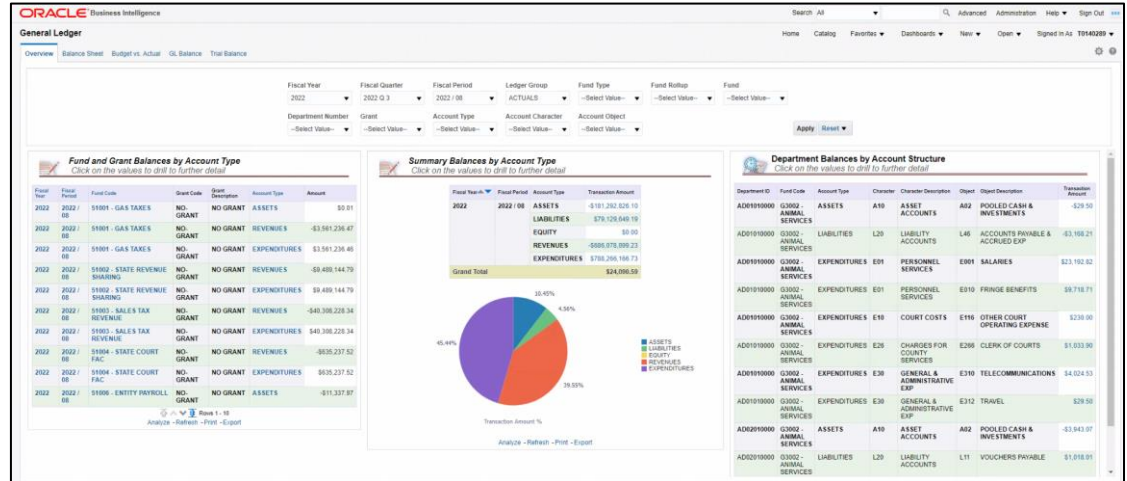 ORACLE Business Intelligence
Search All Advanced Administration Help Sign Out
General Ledger
Home Catalog Favorites Dashboards New Open Signed In As T0140289
Overview Balance Sheet Budget vs. Actual GL Balance Trial Balance
Fiscal Year Fiscal Quarter Fiscal Period Ledger Group Fund Type Fund Rollup Fund
2022 2022 Q 3 2022 / 08 ACTUALS --Select Value-- --Select Value-- --Select Value--
Department Number Grant Account Type Account Character Account Object
--Select Value-- --Select Value-- --Select Value-- --Select Value-- --Select Value--
Apply Reset
Fund and Grant Balances by Account Type
Click on the values to drill to further detail
Fiscal Year Fiscal Period Fund Code Grant Code Grant Description Account Type Amount
2022 2022 / 08 51001 - GAS TAXES NO-GRANT NO GRANT ASSETS $0.01
2022 2022 / 08 51001 - GAS TAXES NO-GRANT NO GRANT REVENUES -$3,561,236.47
2022 2022 / 08 51001 - GAS TAXES NO-GRANT NO GRANT EXPENDITURES $3,561,236.46
2022 2022 / 08 51002 - STATE REVENUE SHARING NO-GRANT NO GRANT REVENUES -$9,489,144.79
2022 2022 / 08 51002 - STATE REVENUE SHARING NO-GRANT NO GRANT EXPENDITURES $9,489,144.79
2022 2022 / 08 51003 - SALES TAX REVENUE NO-GRANT NO GRANT REVENUES -$40,308,228.34
2022 2022 / 08 51003 - SALES TAX REVENUE NO-GRANT NO GRANT EXPENDITURES $40,308,228.34
2022 2022 / 08 51004 - STATE COURT FAC NO-GRANT NO GRANT REVENUES -$635,237.52
2022 2022 / 08 51004 - STATE COURT FAC NO-GRANT NO GRANT EXPENDITURES $635,237.52
2022 2022 / 08 51006 - ENTITY PAYROLL NO-GRANT NO GRANT ASSETS -$11,337.87
Rows 1 - 10
Analyze - Refresh - Print - Export
Summary Balances by Account Type
Click on the values to drill to further detail
Fiscal Year Fiscal Period Account Type Transaction Amount
2022 2022 / 08 ASSETS -$181,292,826.10
LIABILITIES $79,128,649.19
EQUITY $0.00
REVENUES -$686,078,899.23
EXPENDITURES $788,266,166.73
Grand Total $24,090.59
10.45%
4.56%
45.44%
39.55%
ASSETS
LIABILITIES
EQUITY
REVENUES
EXPENDITURES
Transaction Amount %
Analyze - Refresh - Print - Export
Department Balances by Account Structure
Click on the values to drill to further detail
Department ID Fund Code Account Type Character Character Description Object Object Description Transaction Amount
AD01010000 G3002 - ANIMAL SERVICES ASSETS A10 ASSET ACCOUNTS A02 POOLED CASH & INVESTMENTS -$29.50
AD01010000 G3002 - ANIMAL SERVICES LIABILITIES L20 LIABILITY ACCOUNTS L46 ACCOUNTS PAYABLE & ACCRUED EXP -$3,168.21
AD01010000 G3002 - ANIMAL SERVICES EXPENDITURES E01 PERSONNEL SERVICES E001 SALARIES $23,192.82
AD01010000 G3002 - ANIMAL SERVICES EXPENDITURES E01 PERSONNEL SERVICES E010 FRINGE BENEFITS $9,718.71
AD01010000 G3002 - ANIMAL SERVICES EXPENDITURES E10 COURT COSTS E116 OTHER COURT OPERATING EXPENSE $230.00
AD01010000 G3002 - ANIMAL SERVICES EXPENDITURES E26 CHARGES FOR COUNTY SERVICES E266 CLERK OF COURTS $1,033.90
AD01010000 G3002 - ANIMAL SERVICES EXPENDITURES E30 GENERAL & ADMINISTRATIVE EXP E310 TELECOMMUNICATIONS $4,024.53
AD01010000 G3002 - ANIMAL SERVICES EXPENDITURES E30 GENERAL & ADMINISTRATIVE EXP E312 TRAVEL $29.50
AD02010000 G3002 - ANIMAL SERVICES ASSETS A10 ASSET ACCOUNTS A02 POOLED CASH & INVESTMENTS -$3,943.07
AD02010000 G3002 - ANIMAL SERVICES LIABILITIES L20 LIABILITY ACCOUNTS L11 VOUCHERS PAYABLE $1,018.01